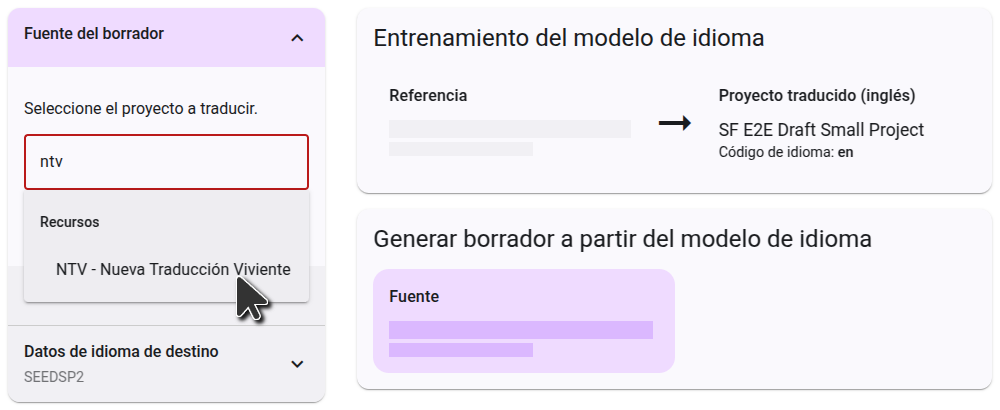 Fuente del borrador
Seleccione el proyecto a traducir.
ntv
Recursos
NTV - Nueva Traducción Viviente
Datos de idioma de destino
SEEDSP2
Entrenamiento del modelo de idioma
Referencia
Proyecto traducido (inglés)
SF E2E Draft Small Project
Código de idioma: en
Generar borrador a partir del modelo de idioma
Fuente